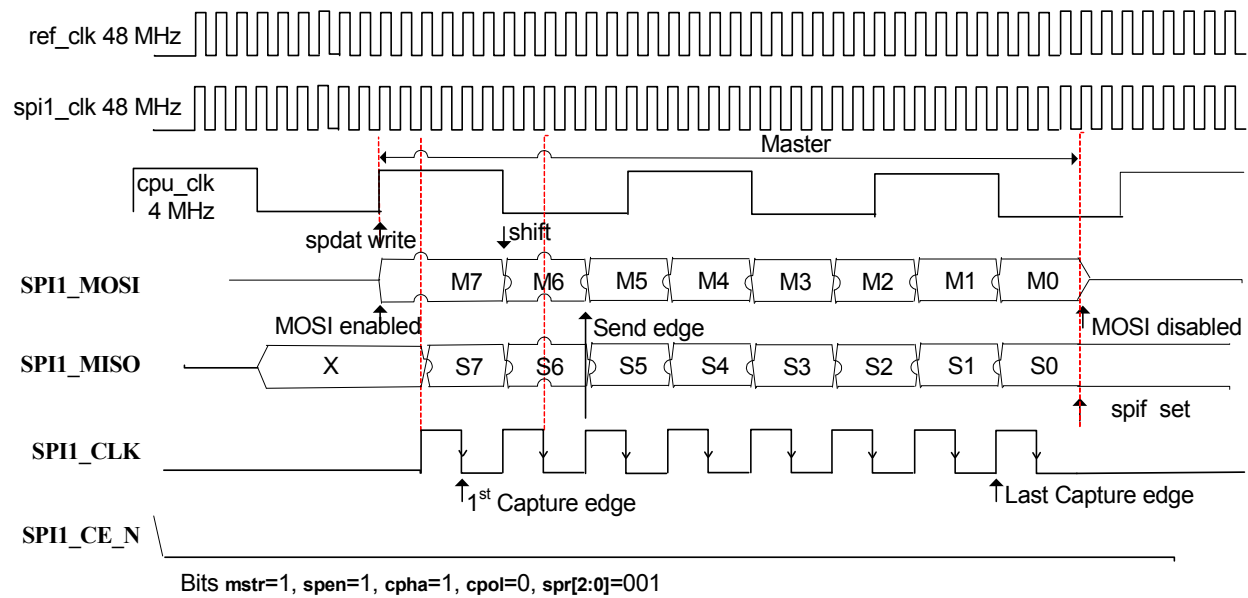 ref_clk 48 MHz
spi1_clk 48 MHz
Master
cpu_clk
4 MHz
spdat write
shift
SPI1_MOSI
M7 M6 M5 M4 M3 M2 M1 M0
MOSI enabled
Send edge
MOSI disabled
SPI1_MISO
X S7 S6 S5 S4 S3 S2 S1 S0
spif set
SPI1_CLK
1st Capture edge
Last Capture edge
SPI1_CE_N
Bits mstr=1, spen=1, cpha=1, cpol=0, spr[2:0]=001